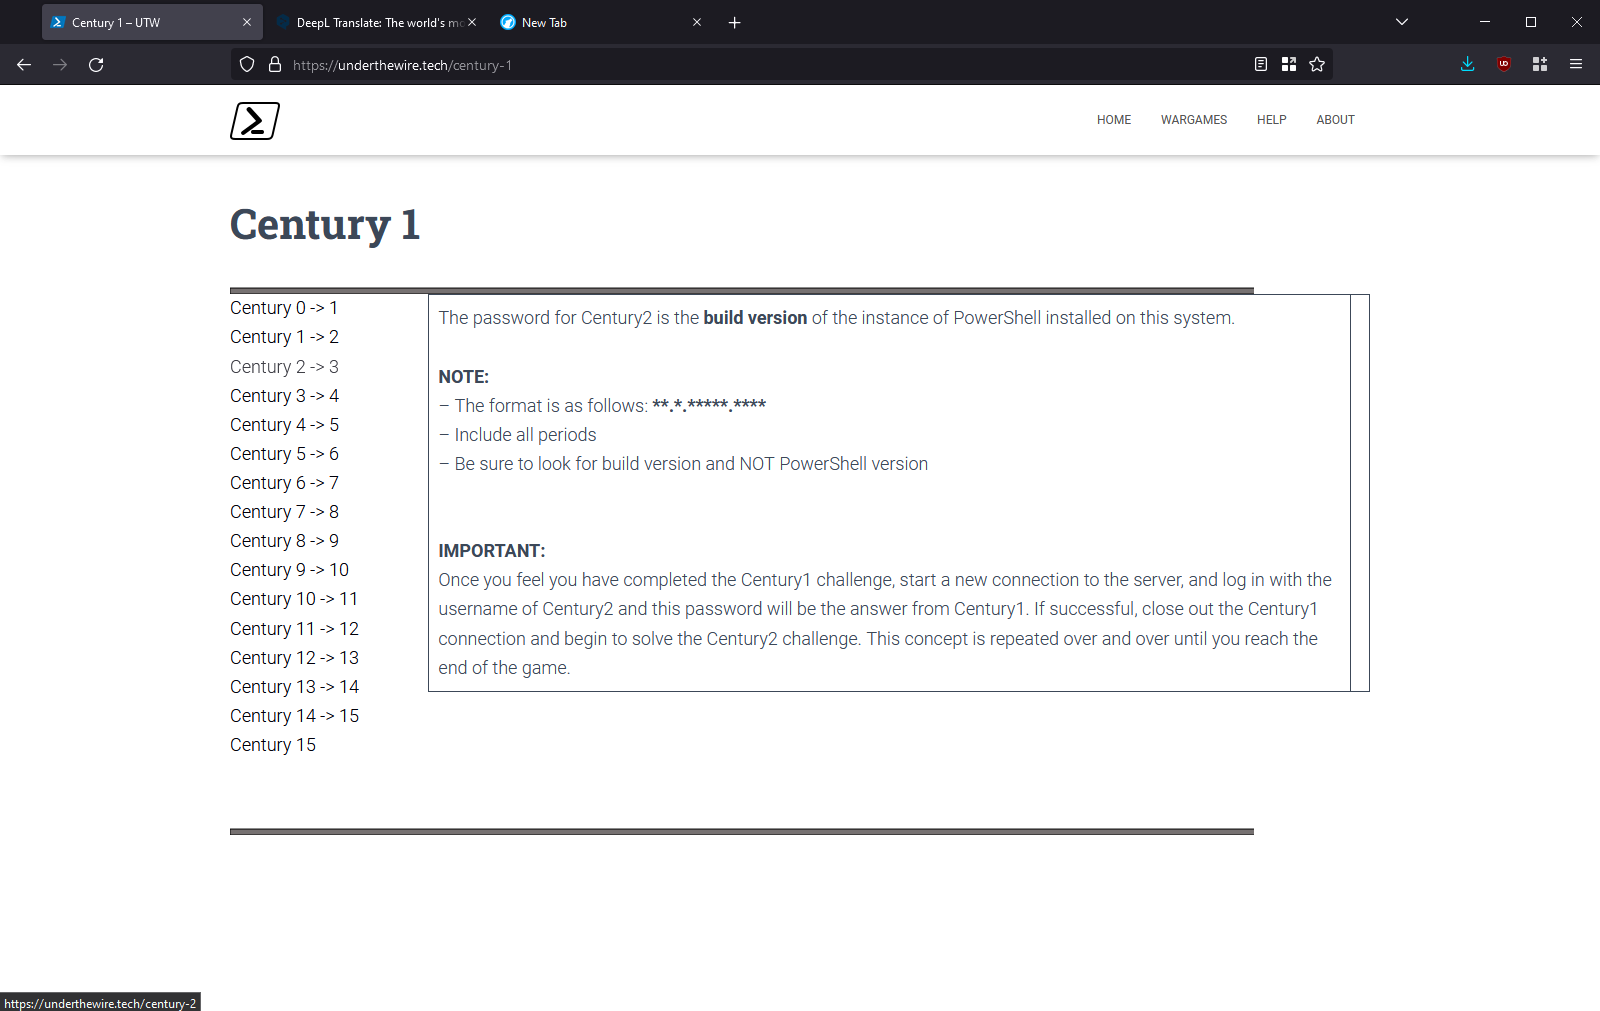 Century 1 – UTW
DeepL Translate: The world's mo
New Tab
https://underthewire.tech/century-1
HOME
WARGAMES
HELP
ABOUT
Century 1
Century 0 -> 1
Century 1 -> 2
Century 2 -> 3
Century 3 -> 4
Century 4 -> 5
Century 5 -> 6
Century 6 -> 7
Century 7 -> 8
Century 8 -> 9
Century 9 -> 10
Century 10 -> 11
Century 11 -> 12
Century 12 -> 13
Century 13 -> 14
Century 14 -> 15
Century 15
The password for Century2 is the build version of the instance of PowerShell installed on this system.
NOTE:
– The format is as follows: **.*.*****.****
– Include all periods
– Be sure to look for build version and NOT PowerShell version
IMPORTANT:
Once you feel you have completed the Century1 challenge, start a new connection to the server, and log in with the
username of Century2 and this password will be the answer from Century1. If successful, close out the Century1
connection and begin to solve the Century2 challenge. This concept is repeated over and over until you reach the
end of the game.
https://underthewire.tech/century-2